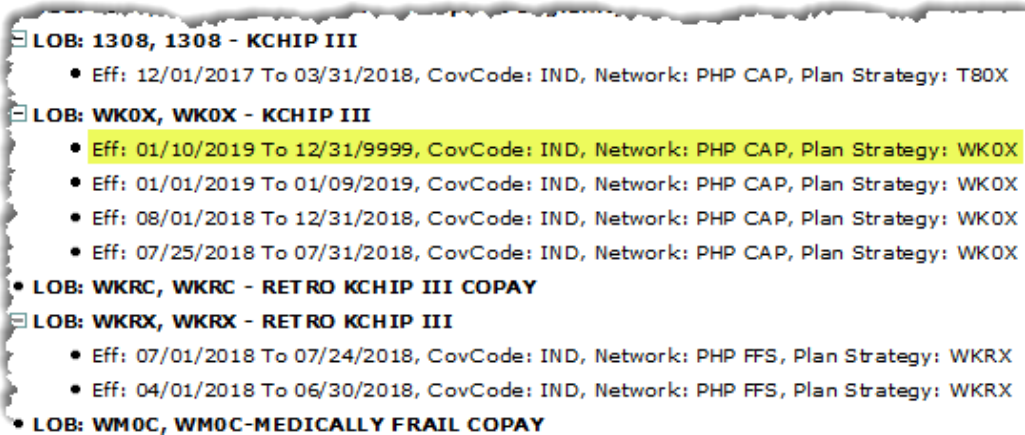 LOB: 1308, 1308 - KCHIP III
Eff: 12/01/2017 To 03/31/2018, CovCode: IND, Network: PHP CAP, Plan Strategy: T80X
LOB: WK0X, WK0X - KCHIP III
Eff: 01/10/2019 To 12/31/9999, CovCode: IND, Network: PHP CAP, Plan Strategy: WK0X
Eff: 01/01/2019 To 01/09/2019, CovCode: IND, Network: PHP CAP, Plan Strategy: WK0X
Eff: 08/01/2018 To 12/31/2018, CovCode: IND, Network: PHP CAP, Plan Strategy: WK0X
Eff: 07/25/2018 To 07/31/2018, CovCode: IND, Network: PHP CAP, Plan Strategy: WK0X
LOB: WKRC, WKRC - RETRO KCHIP III COPAY
LOB: WKRX, WKRX - RETRO KCHIP III
Eff: 07/01/2018 To 07/24/2018, CovCode: IND, Network: PHP FFS, Plan Strategy: WKRX
Eff: 04/01/2018 To 06/30/2018, CovCode: IND, Network: PHP FFS, Plan Strategy: WKRX
LOB: WM0C, WM0C-MEDICALLY FRAIL COPAY